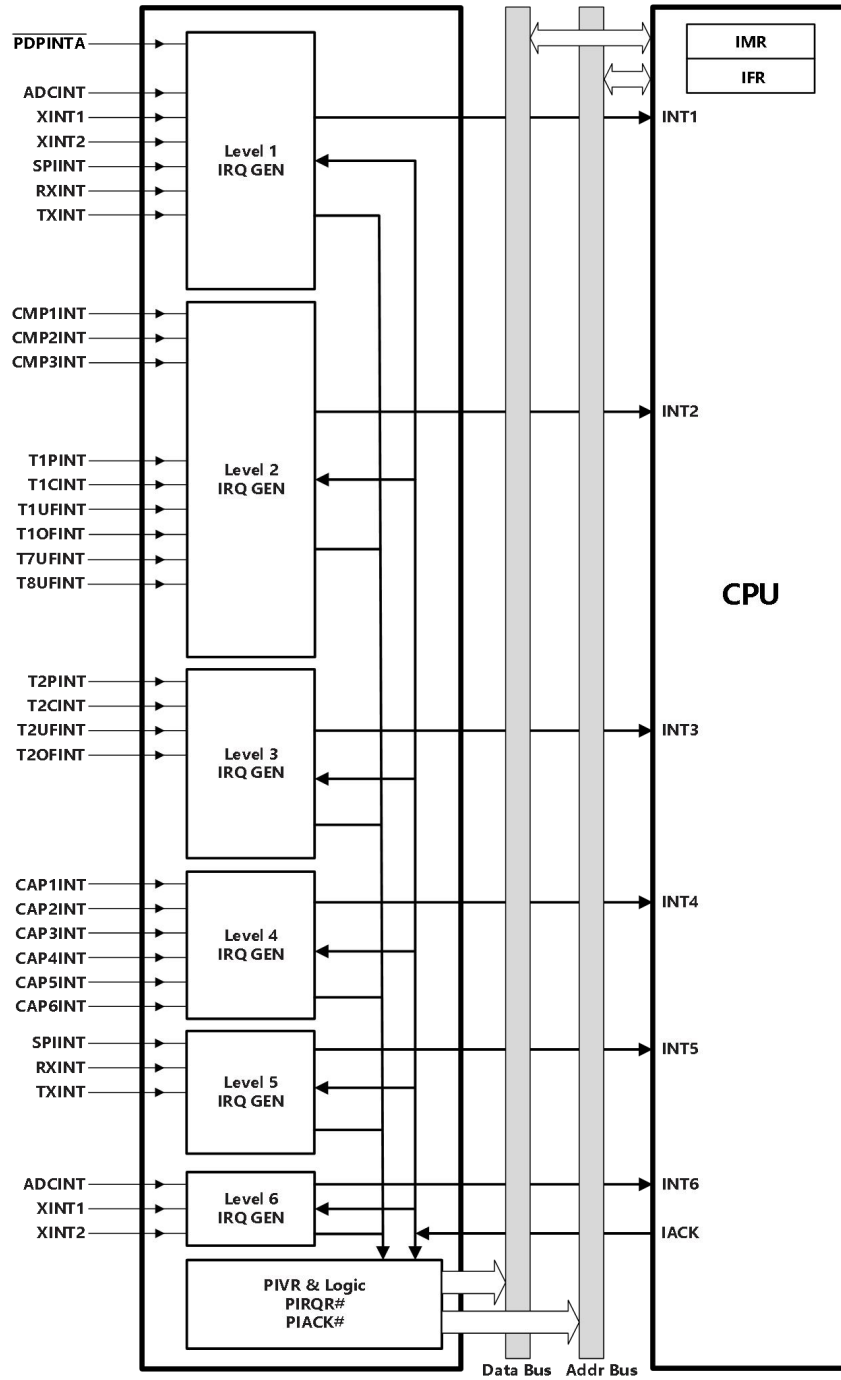 PDPINTA
ADCINT
XINT1
XINT2
SPIINT
RXINT
TXINT
Level 1
IRQ GEN
IMR
IFR
INT1
CMP1INT
CMP2INT
CMP3INT
T1PINT
T1CINT
T1UFINT
T1OFINT
T7UFINT
T8UFINT
Level 2
IRQ GEN
INT2
CPU
T2PINT
T2CINT
T2UFINT
T2OFINT
Level 3
IRQ GEN
INT3
CAP1INT
CAP2INT
CAP3INT
CAP4INT
CAP5INT
CAP6INT
Level 4
IRQ GEN
INT4
SPIINT
RXINT
TXINT
Level 5
IRQ GEN
INT5
ADCINT
XINT1
XINT2
Level 6
IRQ GEN
INT6
IACK
PIVR & Logic
PIRQR#
PIACK#
Data Bus Addr Bus